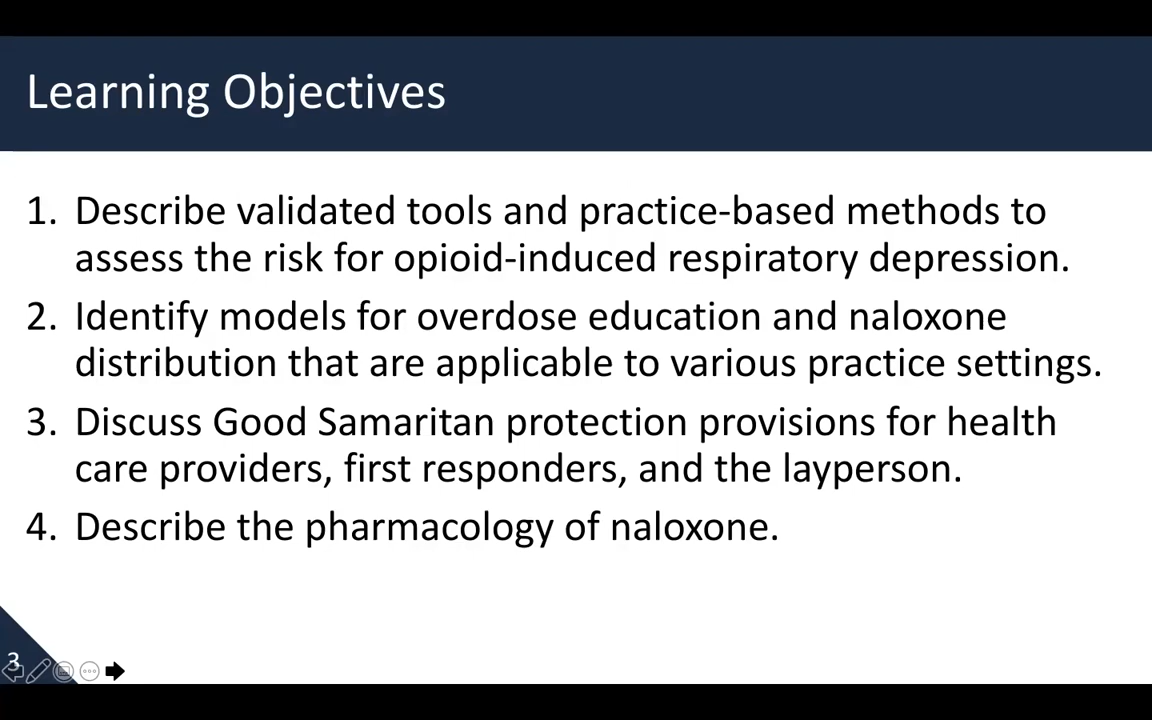 Learning Objectives
1. Describe validated tools and practice-based methods to
assess the risk for opioid-induced respiratory depression.
2. Identify models for overdose education and naloxone
distribution that are applicable to various practice settings.
3. Discuss Good Samaritan protection provisions for health
care providers, first responders, and the layperson.
4. Describe the pharmacology of naloxone.
3